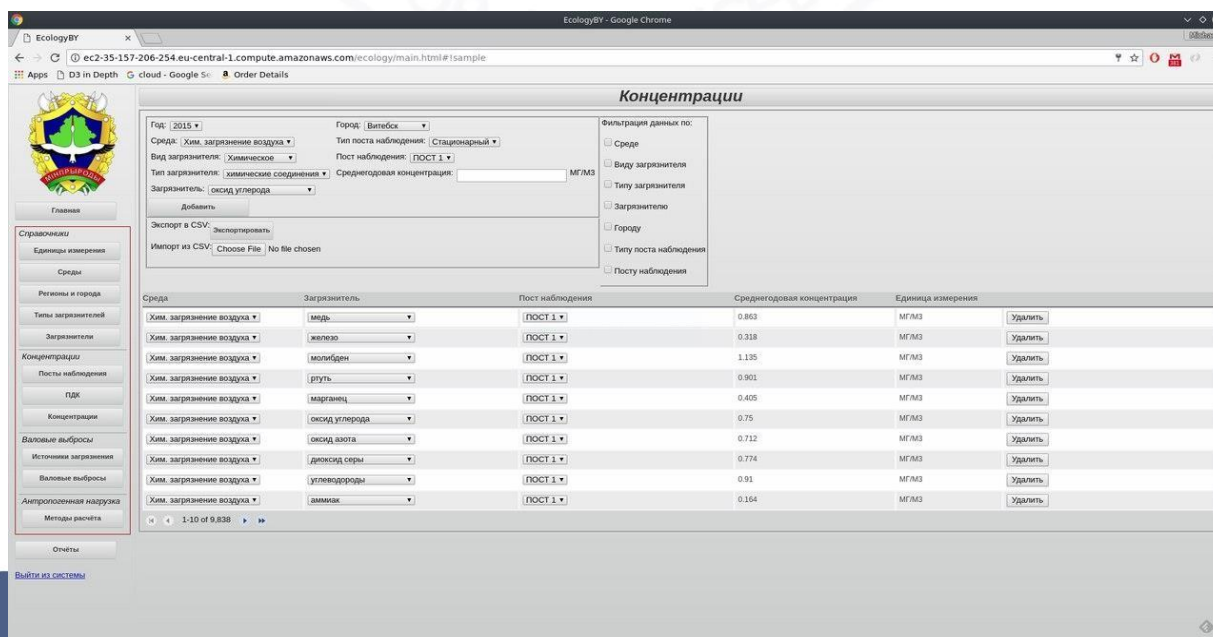 EcologyBY - Google Chrome
EcologyBY
ec2-35-157-206-254.eu-central-1.compute.amazonaws.com/ecology/main.html#!sample
Apps D3 in Depth cloud - Google Sc Order Details
МІНПРЫРОДЫ
Главная
Справочники
Единицы измерения
Среды
Регионы и города
Типы загрязнителей
Загрязнители
Концентрации
Посты наблюдения
ПДК
Концентрации
Валовые выбросы
Источники загрязнения
Валовые выбросы
Антропогенная нагрузка
Методы расчёта
Отчёты
Выйти из системы
Концентрации
Год: 2015 Город: Витебск
Среда: Хим. загрязнение воздуха Тип поста наблюдения: Стационарный
Вид загрязнителя: Химическое Пост наблюдения: ПОСТ 1
Тип загрязнителя: химические соединения Среднегодовая концентрация: МГ/М3
Загрязнитель: оксид углерода
Добавить
Экспорт в CSV: Экспортировать
Импорт из CSV: Choose File No file chosen
Фильтрация данных по:
Среде
Виду загрязнителя
Типу загрязнителя
Загрязнителю
Городу
Типу поста наблюдения
Посту наблюдения
Среда Загрязнитель Пост наблюдения Среднегодовая концентрация Единица измерения
Хим. загрязнение воздуха медь ПОСТ 1 0.863 МГ/М3 Удалить
Хим. загрязнение воздуха железо ПОСТ 1 0.318 МГ/М3 Удалить
Хим. загрязнение воздуха молибден ПОСТ 1 1.135 МГ/М3 Удалить
Хим. загрязнение воздуха ртуть ПОСТ 1 0.901 МГ/М3 Удалить
Хим. загрязнение воздуха марганец ПОСТ 1 0.405 МГ/М3 Удалить
Хим. загрязнение воздуха оксид углерода ПОСТ 1 0.75 МГ/М3 Удалить
Хим. загрязнение воздуха оксид азота ПОСТ 1 0.712 МГ/М3 Удалить
Хим. загрязнение воздуха диоксид серы ПОСТ 1 0.774 МГ/М3 Удалить
Хим. загрязнение воздуха углеводороды ПОСТ 1 0.91 МГ/М3 Удалить
Хим. загрязнение воздуха аммиак ПОСТ 1 0.164 МГ/М3 Удалить
1-10 of 9,838